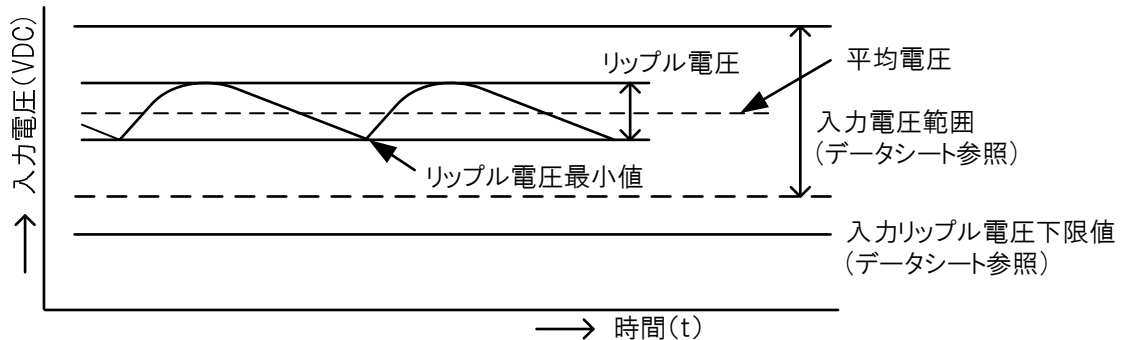 入力電圧(VDC)
リップル電圧
平均電圧
入力電圧範囲
(データシート参照)
リップル電圧最小値
入力リップル電圧下限値
(データシート参照)
時間(t)